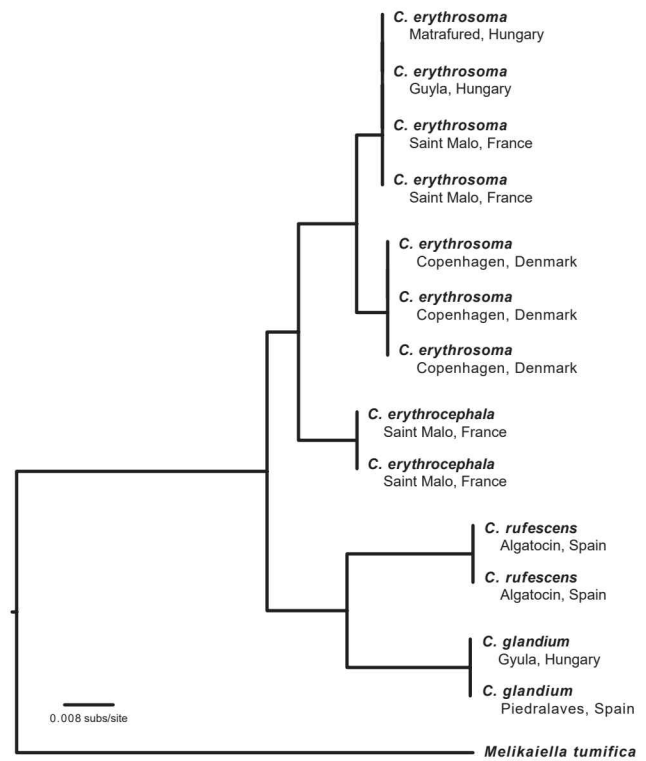 C. erythrosoma
Matrafured, Hungary
C. erythrosoma
Guyla, Hungary
C. erythrosoma
Saint Malo, France
C. erythrosoma
Saint Malo, France
C. erythrosoma
Copenhagen, Denmark
C. erythrosoma
Copenhagen, Denmark
C. erythrosoma
Copenhagen, Denmark
C. erythrocephala
Saint Malo, France
C. erythrocephala
Saint Malo, France
C. rufescens
Algatocin, Spain
C. rufescens
Algatocin, Spain
C. glandium
Gyula, Hungary
C. glandium
Piedralaves, Spain
0.008 subs/site
Melikaiella tumifica